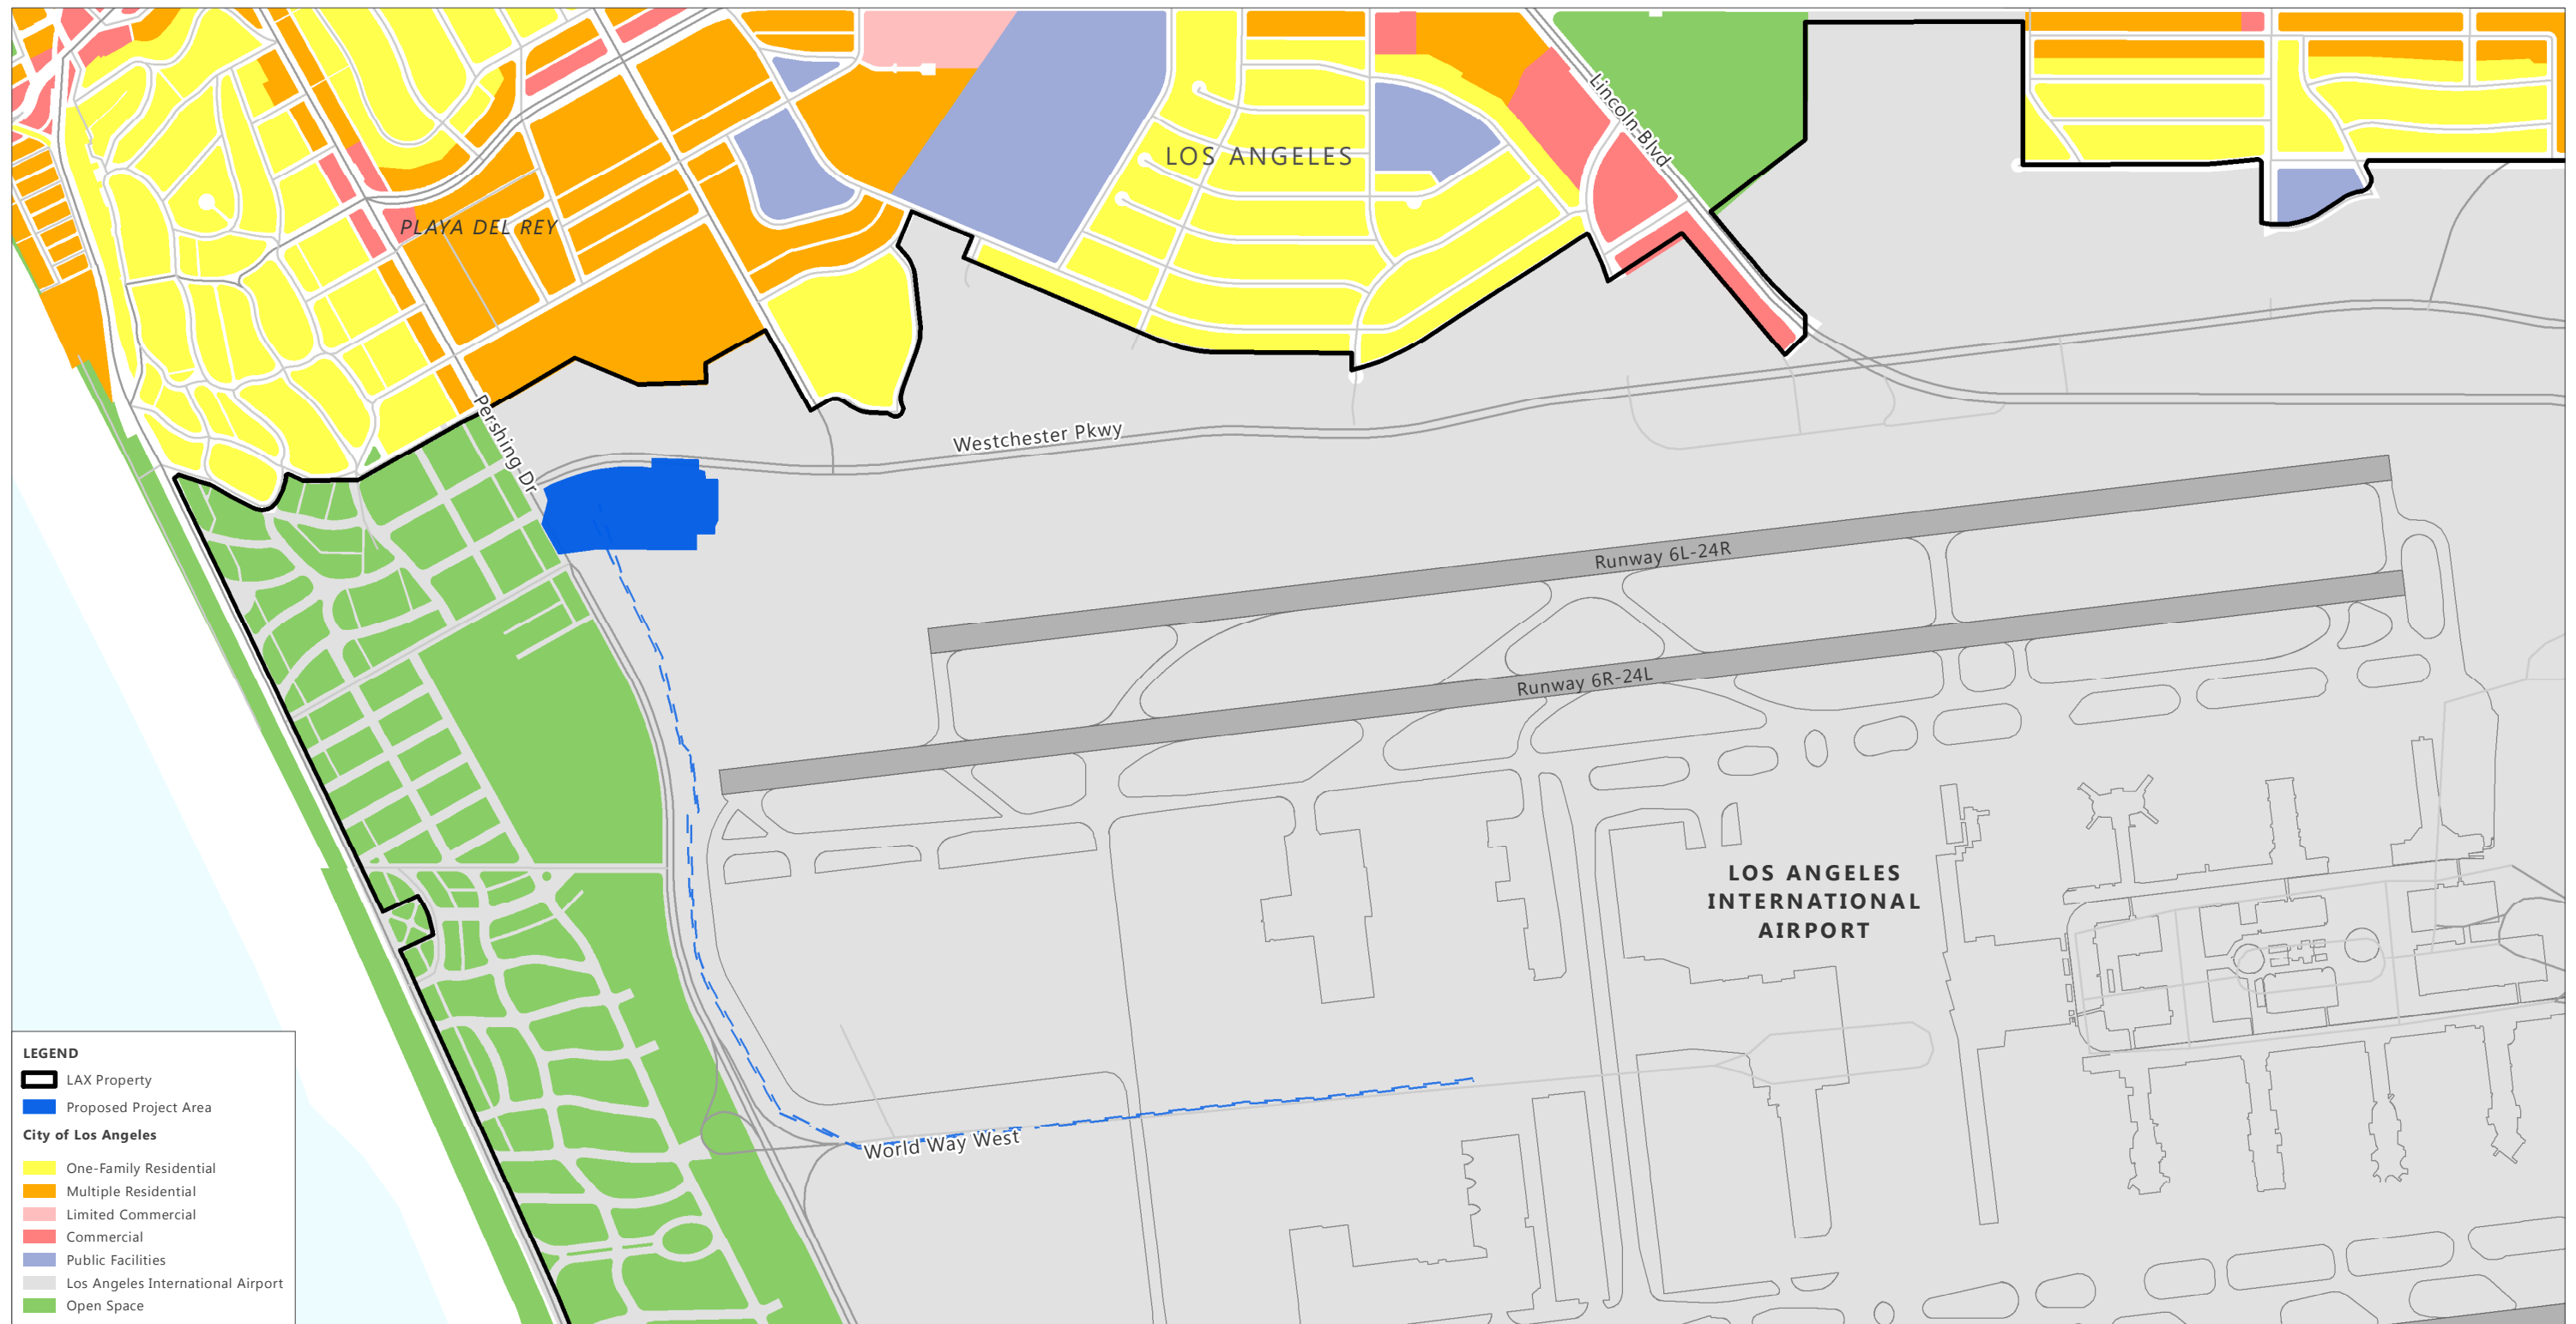 Lincoln Blvd
LOS ANGELES
PLAYA DEL REY
Pershing Dr
Westchester Pkwy
Runway 6L-24R
Runway 6R-24L
LOS ANGELES
INTERNATIONAL
AIRPORT
World Way West
LEGEND
LAX Property
Proposed Project Area
City of Los Angeles
One-Family Residential
Multiple Residential
Limited Commercial
Commercial
Public Facilities
Los Angeles International Airport
Open Space